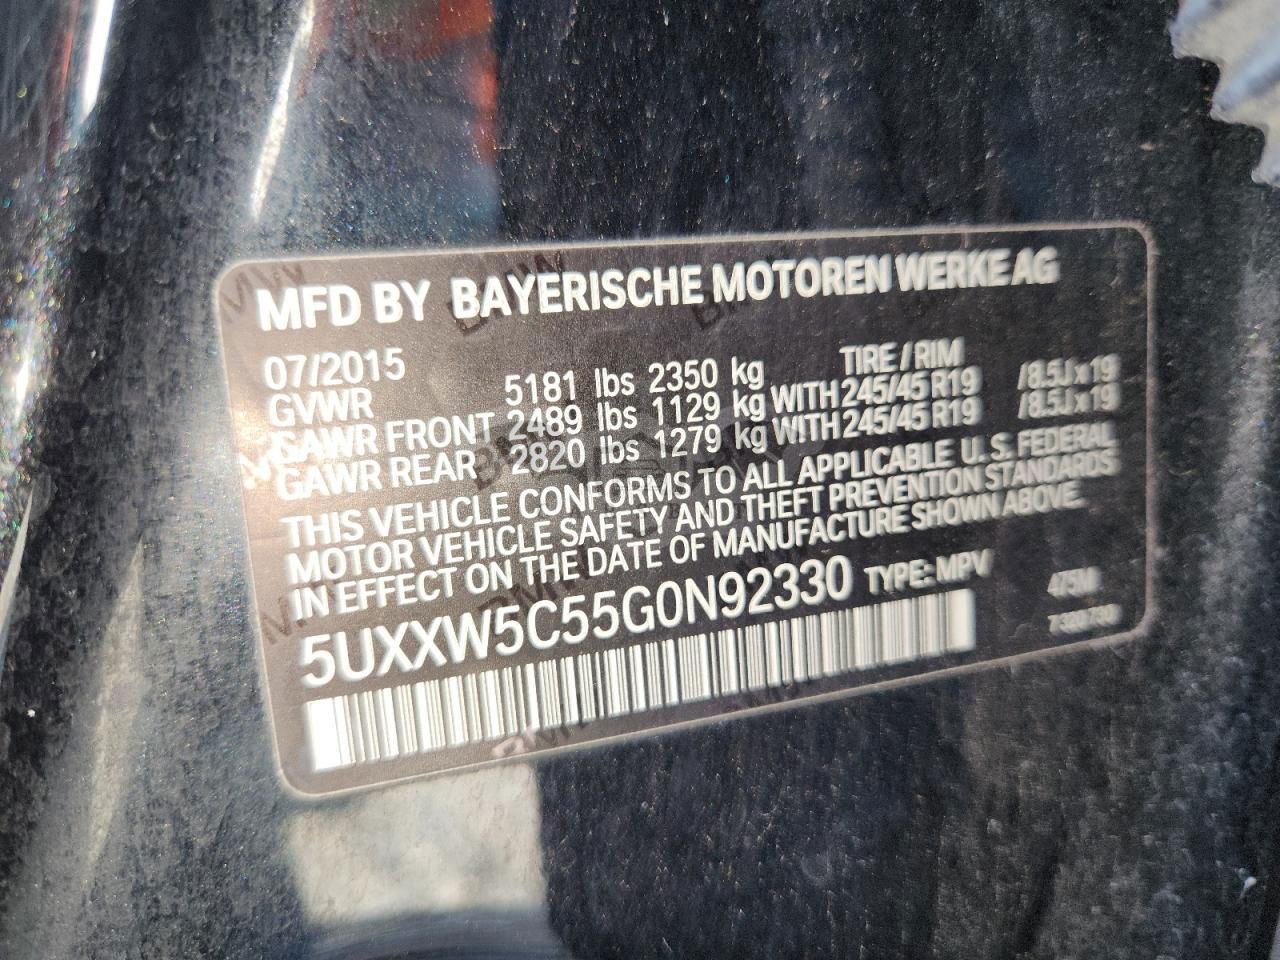 MFD BY BAYERISCHE MOTOREN WERKE AG
07/2015 TIRE / RIM
GVWR 5181 lbs 2350 kg
GAWR FRONT 2489 lbs 1129 kg WITH 245/45 R19 /8.5J x 19
GAWR REAR 2820 lbs 1279 kg WITH 245/45 R19 /8.5J x 19
THIS VEHICLE CONFORMS TO ALL APPLICABLE U.S. FEDERAL
MOTOR VEHICLE SAFETY AND THEFT PREVENTION STANDARDS
IN EFFECT ON THE DATE OF MANUFACTURE SHOWN ABOVE.
5UXXW5C55G0N92330 TYPE: MPV
475M